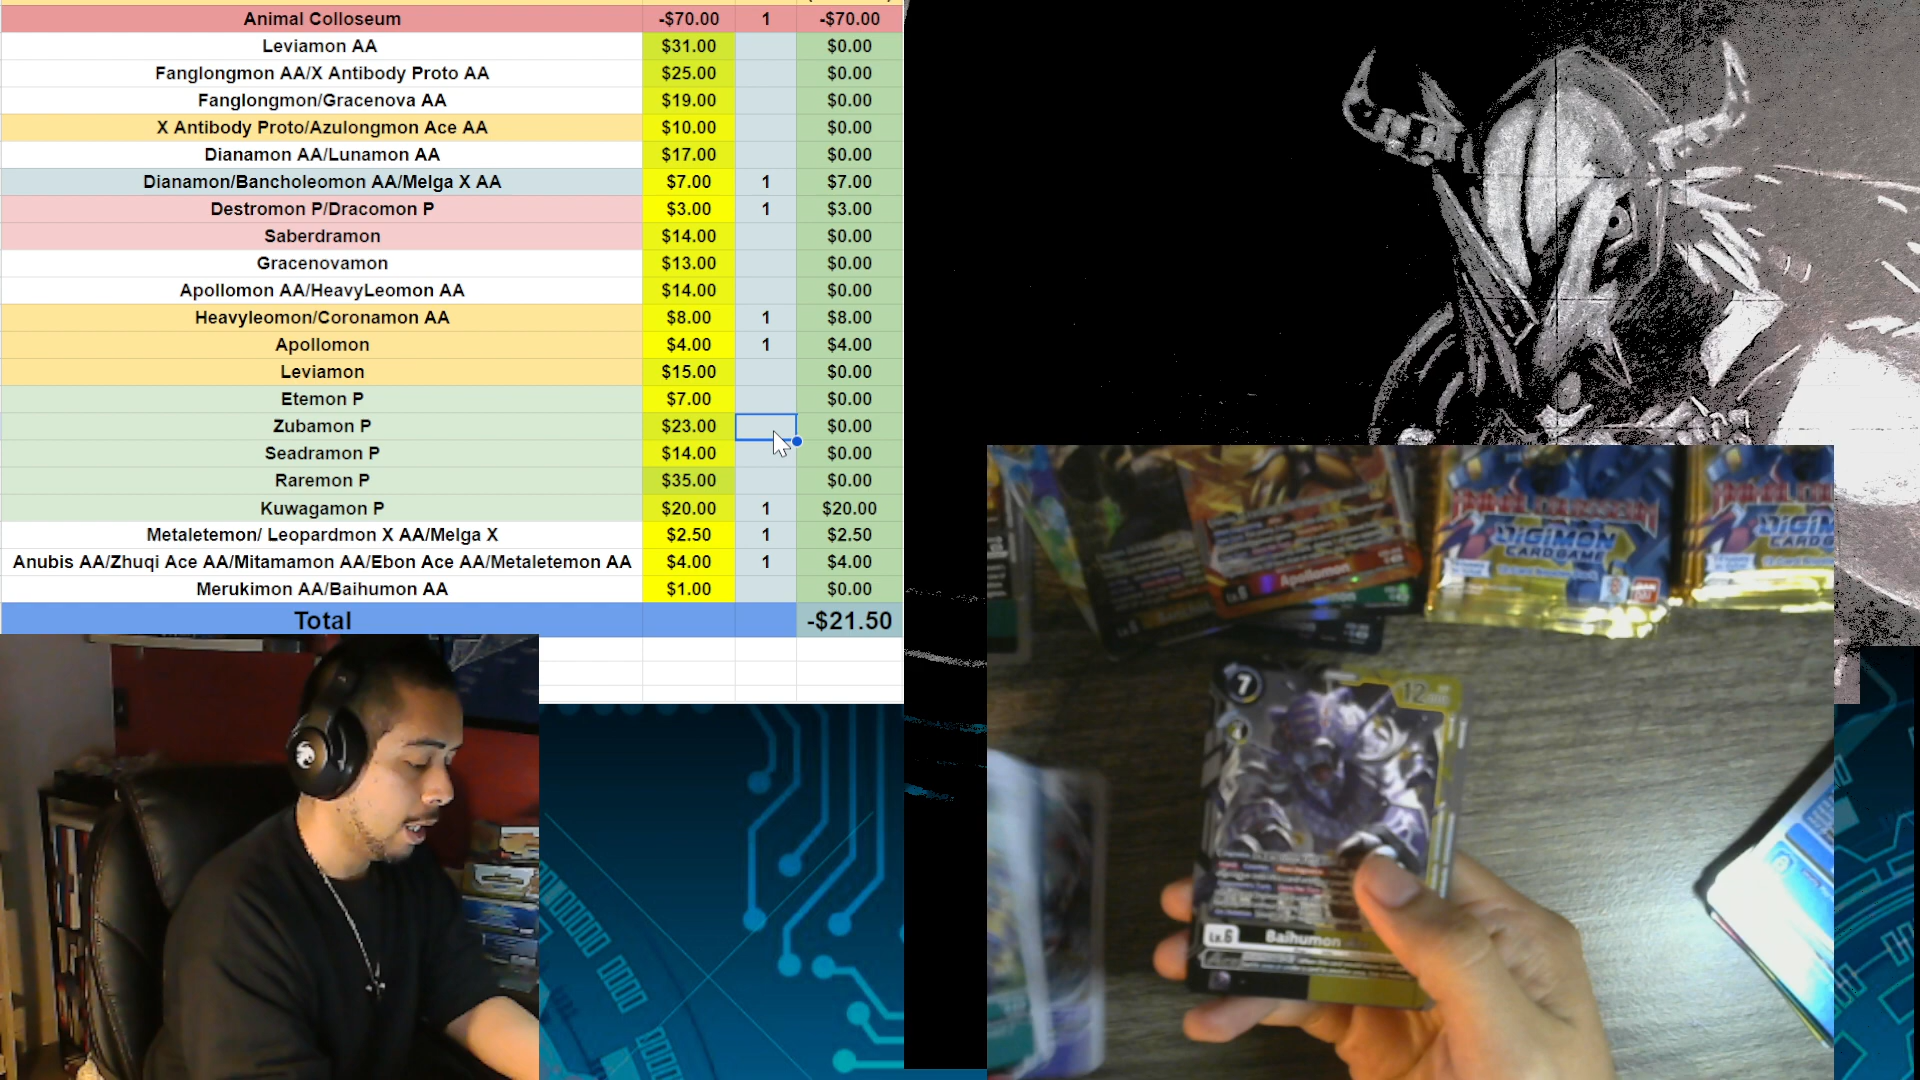 Animal Colloseum -$70.00 1 -$70.00
Leviamon AA $31.00 $0.00
Fanglongmon AA/X Antibody Proto AA $25.00 $0.00
Fanglongmon/Gracenova AA $19.00 $0.00
X Antibody Proto/Azulongmon Ace AA $10.00 $0.00
Dianamon AA/Lunamon AA $17.00 $0.00
Dianamon/Bancholeomon AA/Melga X AA $7.00 1 $7.00
Destromon P/Dracomon P $3.00 1 $3.00
Saberdramon $14.00 $0.00
Gracenovamon $13.00 $0.00
Apollomon AA/HeavyLeomon AA $14.00 $0.00
Heavyleomon/Coronamon AA $8.00 1 $8.00
Apollomon $4.00 1 $4.00
Leviamon $15.00 $0.00
Etemon P $7.00 $0.00
Zubamon P $23.00 $0.00
Seadramon P $14.00 $0.00
Raremon P $35.00 $0.00
Kuwagamon P $20.00 1 $20.00
Metaletemon/ Leopardmon X AA/Melga X $2.50 1 $2.50
Anubis AA/Zhuqi Ace AA/Mitamamon AA/Ebon Ace AA/Metaletemon AA $4.00 1 $4.00
Merukimon AA/Baihumon AA $1.00 $0.00
Total -$21.50
DIGIMON
CARD GAME
Apollomon
7
12
Lv.6 Baihumon